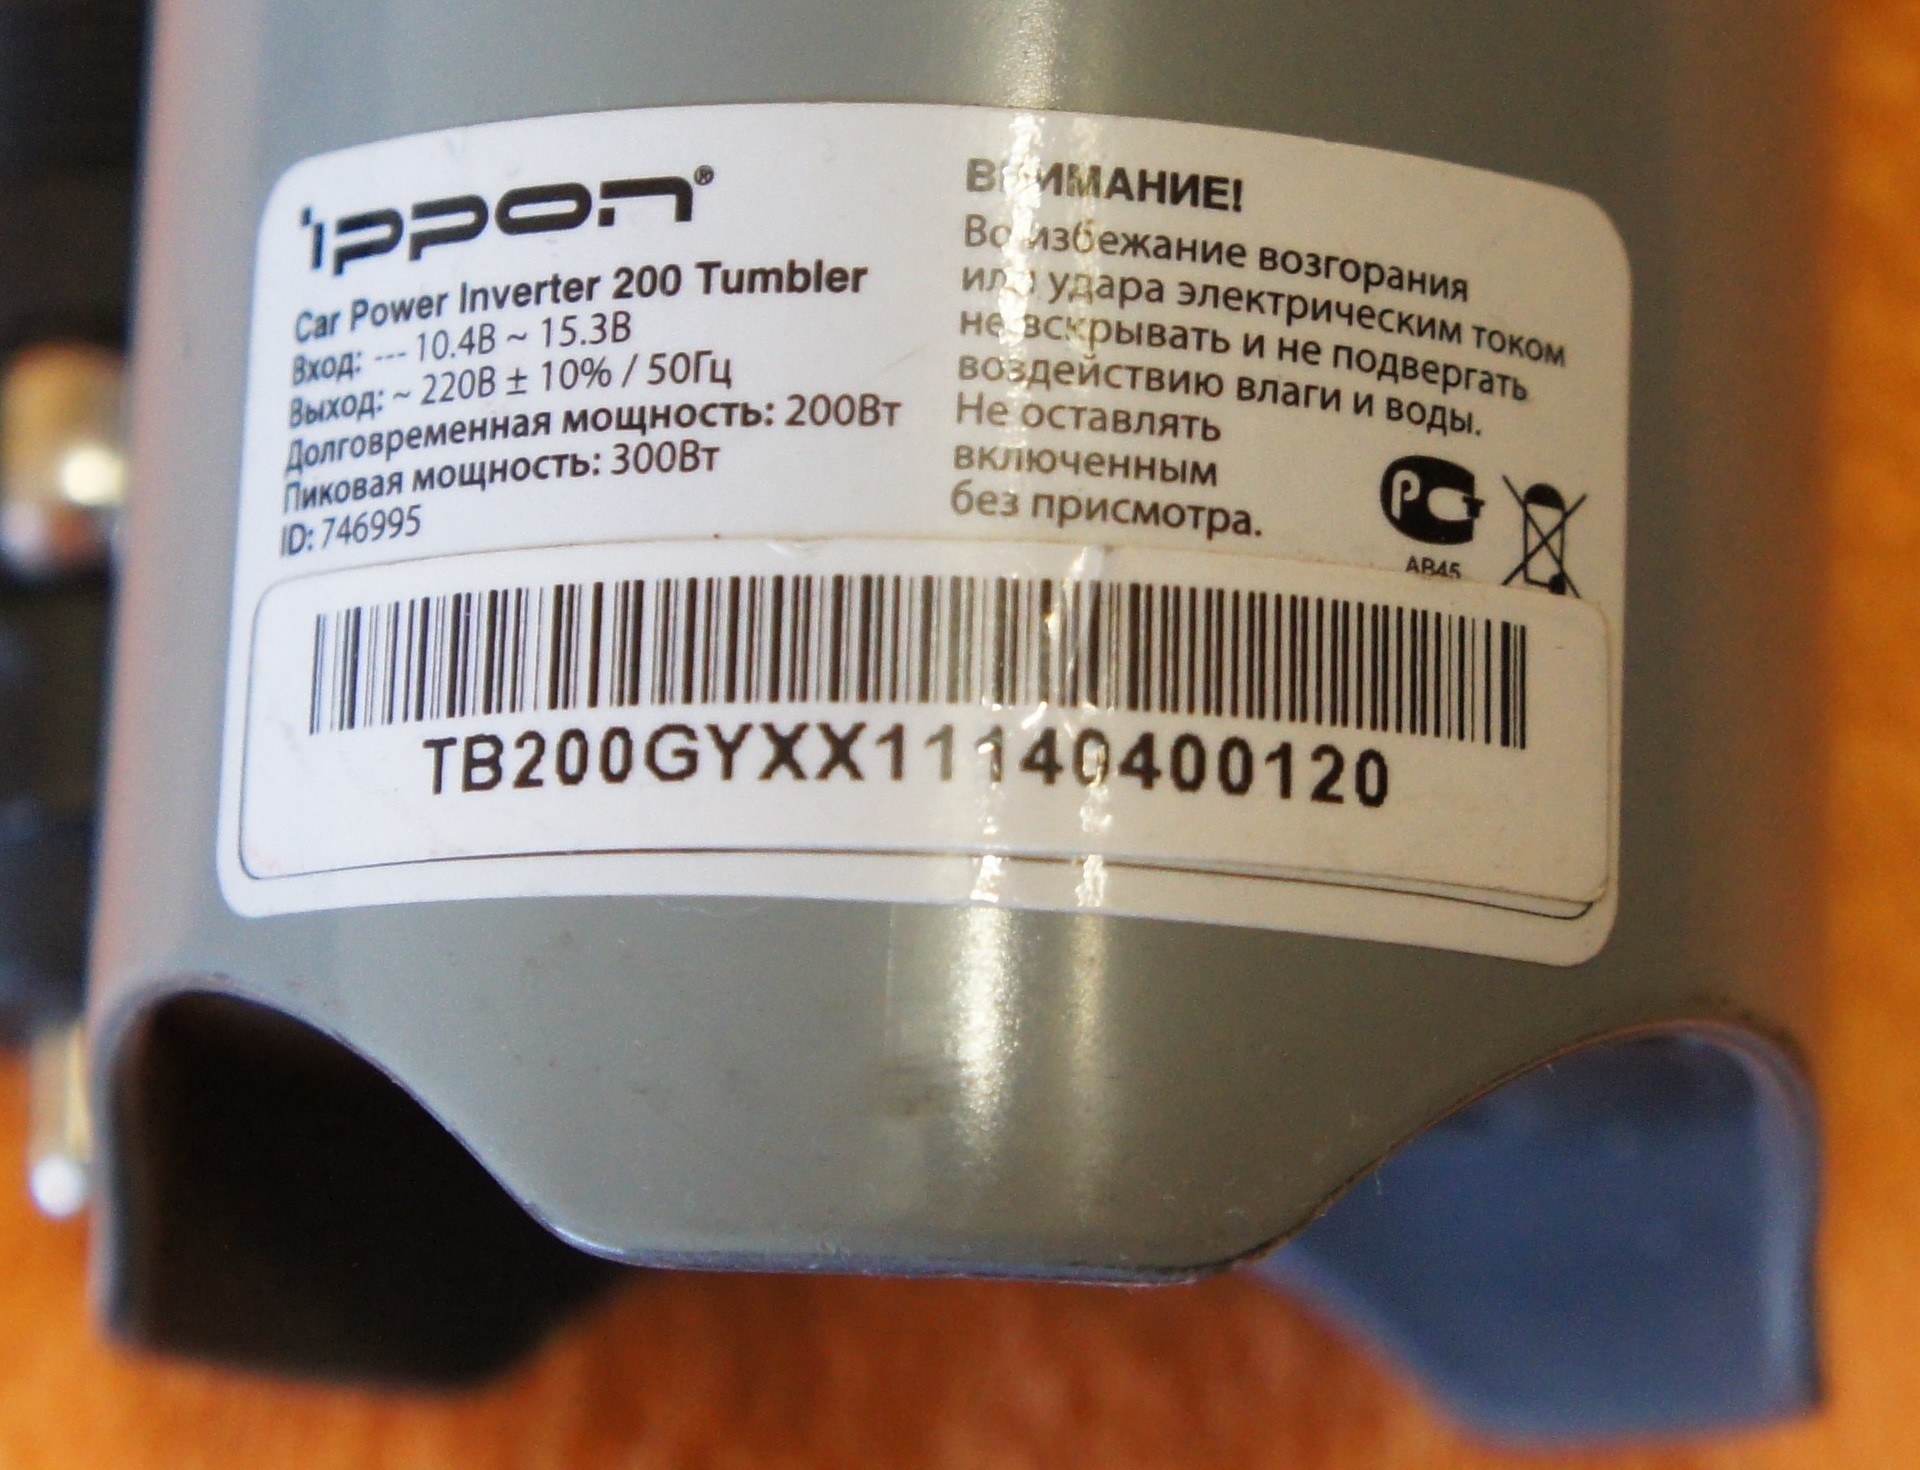 ippon®
Car Power Inverter 200 Tumbler
Вход: --- 10.4В ~ 15.3В
Выход: ~ 220В ± 10% / 50Гц
Долговременная мощность: 200Вт
Пиковая мощность: 300Вт
ID: 746995
ВНИМАНИЕ!
Во избежание возгорания
или удара электрическим током
не вскрывать и не подвергать
воздействию влаги и воды.
Не оставлять
включенным
без присмотра.
РСТ
АВ45
TB200GYXX11140400120